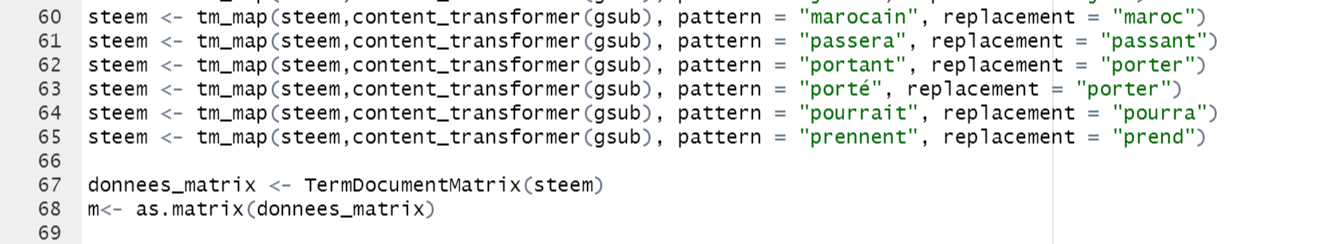 60 steem <- tm_map(steem,content_transformer(gsub), pattern = "marocain", replacement = "maroc")
61 steem <- tm_map(steem,content_transformer(gsub), pattern = "passera", replacement = "passant")
62 steem <- tm_map(steem,content_transformer(gsub), pattern = "portant", replacement = "porter")
63 steem <- tm_map(steem,content_transformer(gsub), pattern = "porté", replacement = "porter")
64 steem <- tm_map(steem,content_transformer(gsub), pattern = "pourrait", replacement = "pourra")
65 steem <- tm_map(steem,content_transformer(gsub), pattern = "prennent", replacement = "prend")
66
67 donnees_matrix <- TermDocumentMatrix(steem)
68 m<- as.matrix(donnees_matrix)
69